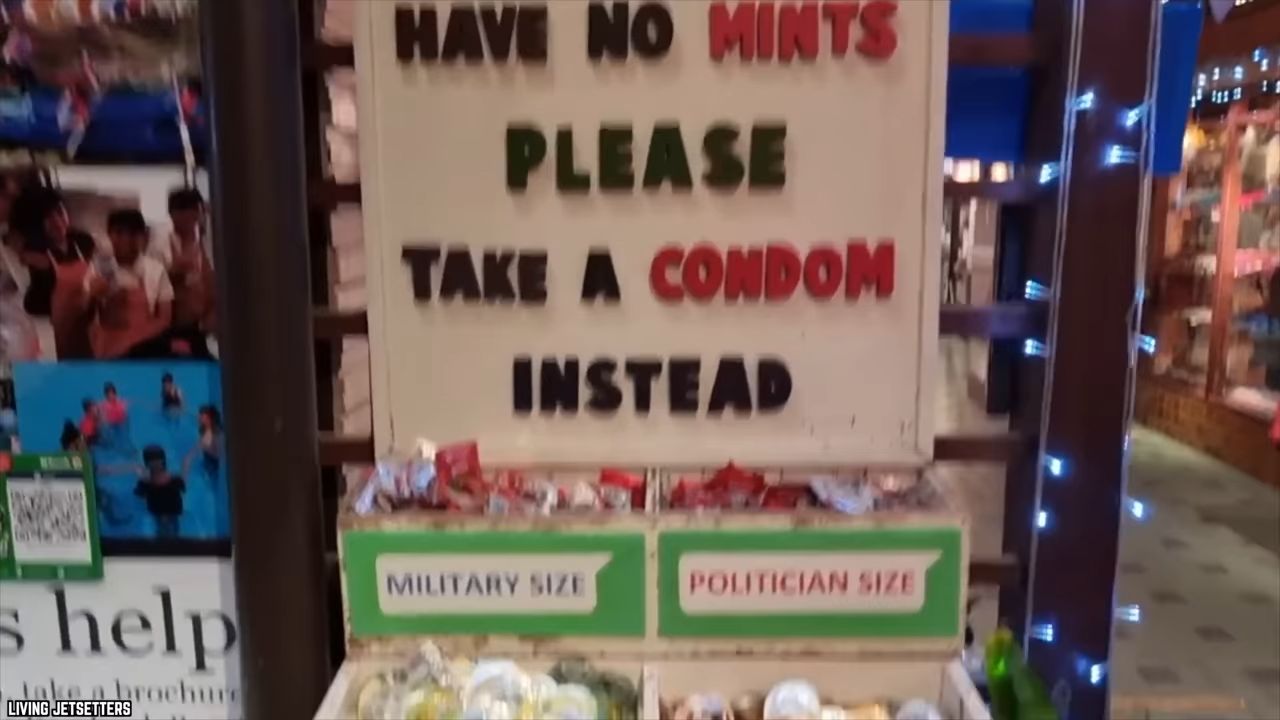 HAVE NO MINTS
PLEASE
TAKE A CONDOM
INSTEAD
MILITARY SIZE
POLITICIAN SIZE
s help
take a brochure
LIVING JETSETTERS